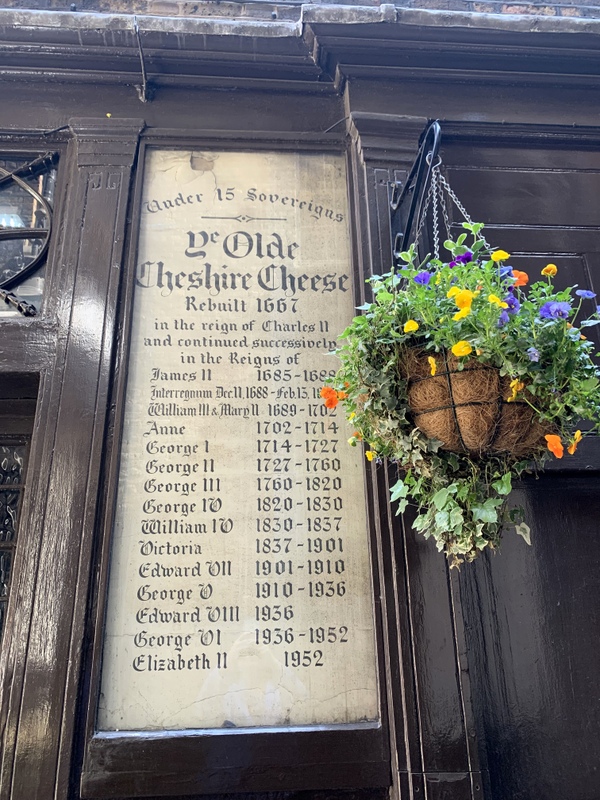 Under 15 Sovereigns
Ye Olde
Cheshire Cheese
Rebuilt 1667
in the reign of Charles II
and continued successively
in the Reigns of
James II 1685-1688
Interregnum Dec.11, 1688-Feb.13,
William III & Mary II 1689-1702
Anne 1702-1714
George I 1714-1727
George II 1727-1760
George III 1760-1820
George IV 1820-1830
William IV 1830-1837
Victoria 1837-1901
Edward VII 1901-1910
George V 1910-1936
Edward VIII 1936
George VI 1936-1952
Elizabeth II 1952